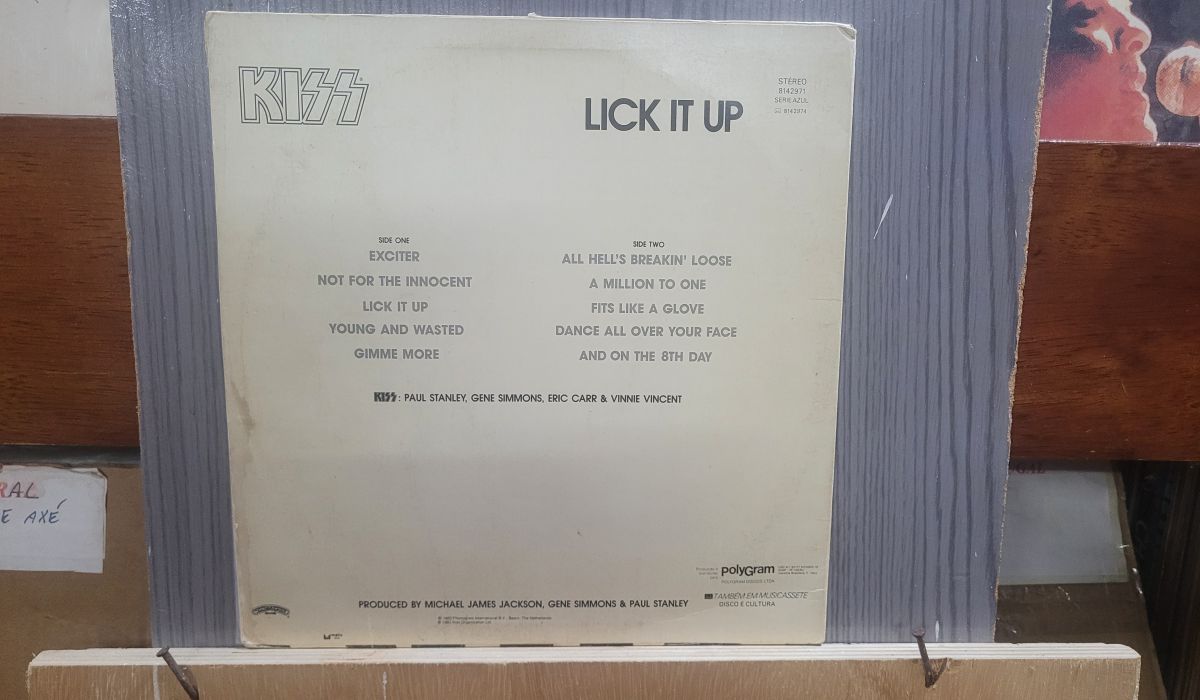 KISS
LICK IT UP
STÉREO
8142971
SERIE AZUL
8142974
SIDE ONE
EXCITER
NOT FOR THE INNOCENT
LICK IT UP
YOUNG AND WASTED
GIMME MORE
SIDE TWO
ALL HELL'S BREAKIN' LOOSE
A MILLION TO ONE
FITS LIKE A GLOVE
DANCE ALL OVER YOUR FACE
AND ON THE 8TH DAY
KISS: PAUL STANLEY, GENE SIMMONS, ERIC CARR & VINNIE VINCENT
polyGram
POLYGRAM DISCOS LTDA
TAMBÉM EM MUSICASSETE
DISCO É CULTURA
PRODUCED BY MICHAEL JAMES JACKSON, GENE SIMMONS & PAUL STANLEY
RAL
E AXÉ